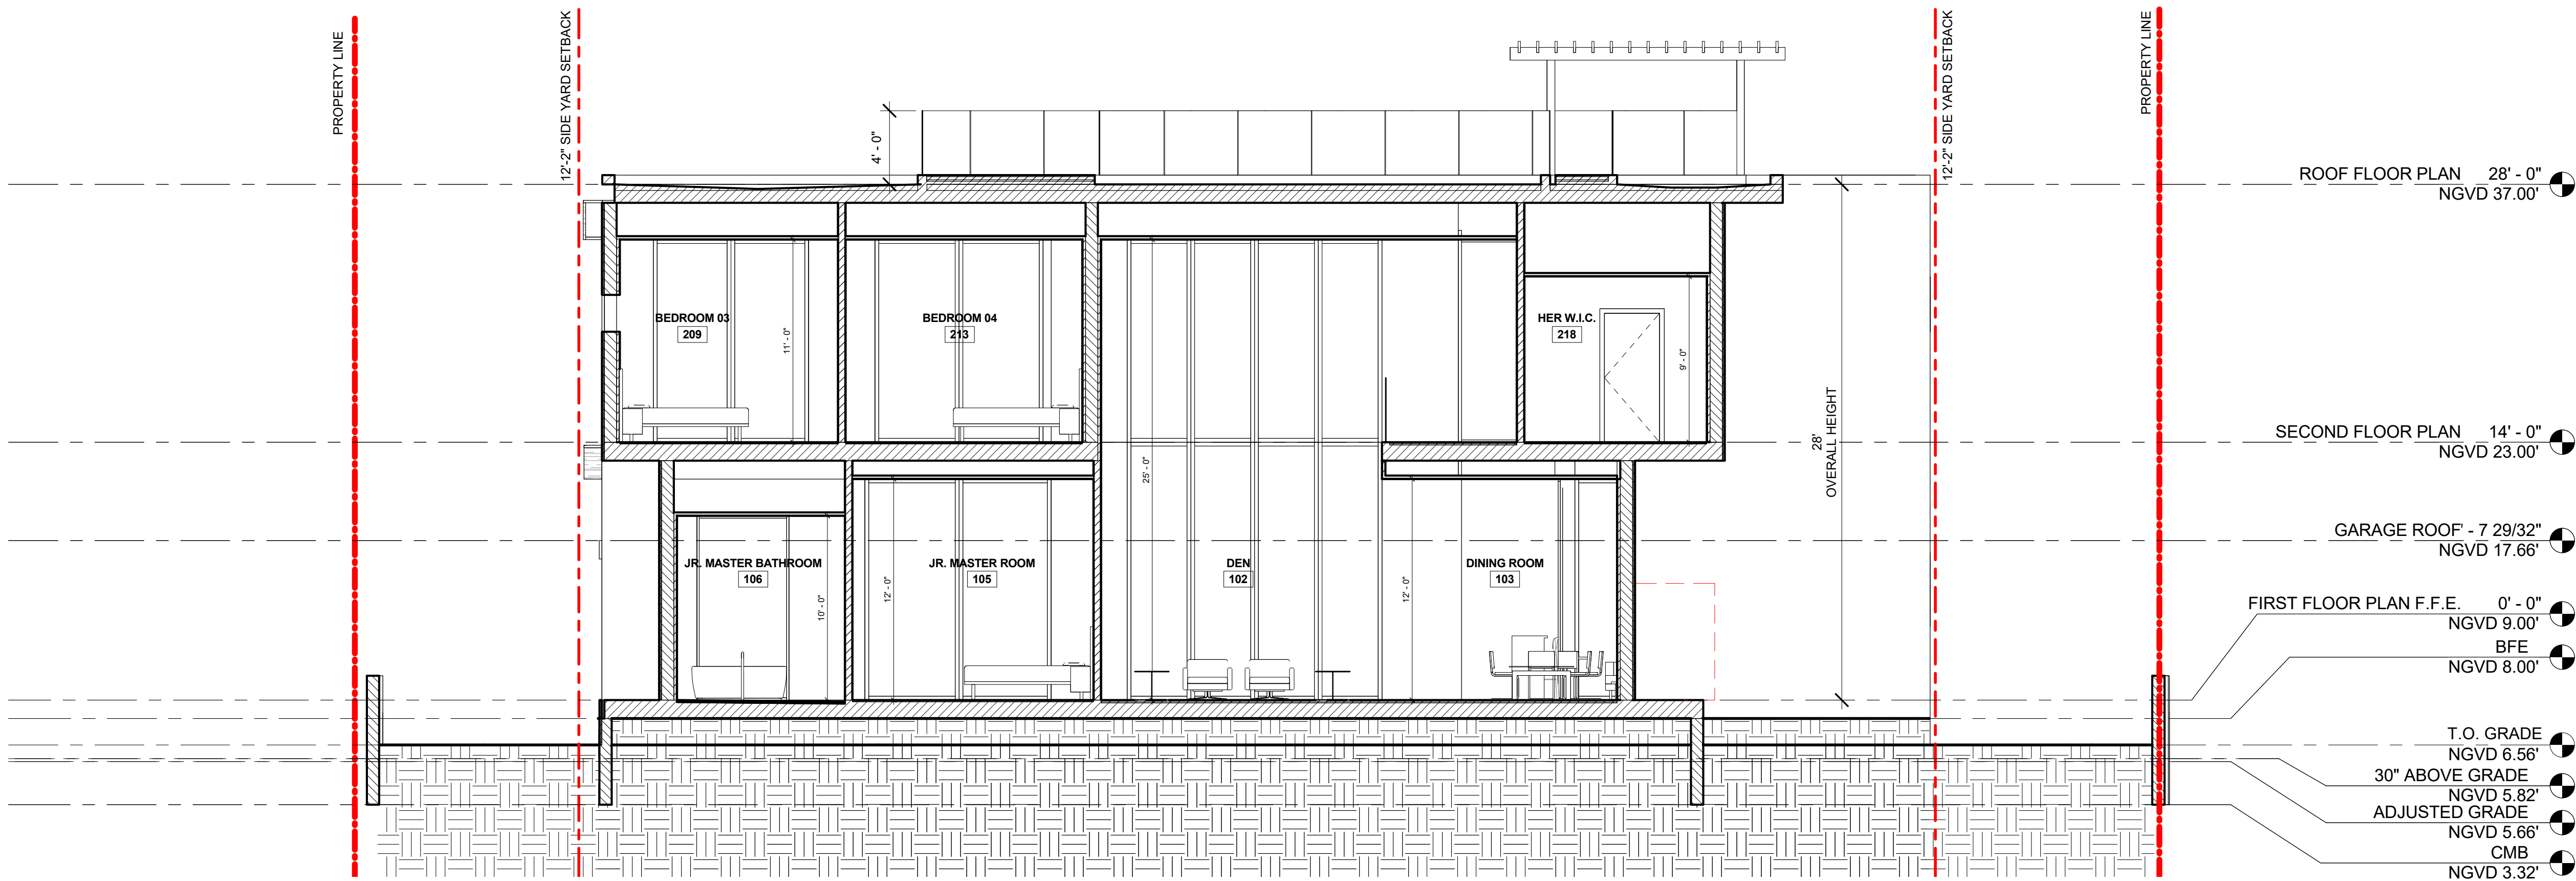 PROPERTY LINE
12'-2" SIDE YARD SETBACK
12'-2" SIDE YARD SETBACK
PROPERTY LINE
4' - 0"
ROOF FLOOR PLAN 28' - 0"
NGVD 37.00'
BEDROOM 03
209
11' - 0"
BEDROOM 04
213
HER W.I.C.
218
9' - 0"
28'
OVERALL HEIGHT
SECOND FLOOR PLAN 14' - 0"
NGVD 23.00'
25' - 0"
GARAGE ROOF' - 7 29/32"
NGVD 17.66'
JR. MASTER BATHROOM
106
10' - 0"
JR. MASTER ROOM
105
12' - 0"
DEN
102
12' - 0"
DINING ROOM
103
FIRST FLOOR PLAN F.F.E. 0' - 0"
NGVD 9.00'
BFE
NGVD 8.00'
T.O. GRADE
NGVD 6.56'
30" ABOVE GRADE
NGVD 5.82'
ADJUSTED GRADE
NGVD 5.66'
CMB
NGVD 3.32'